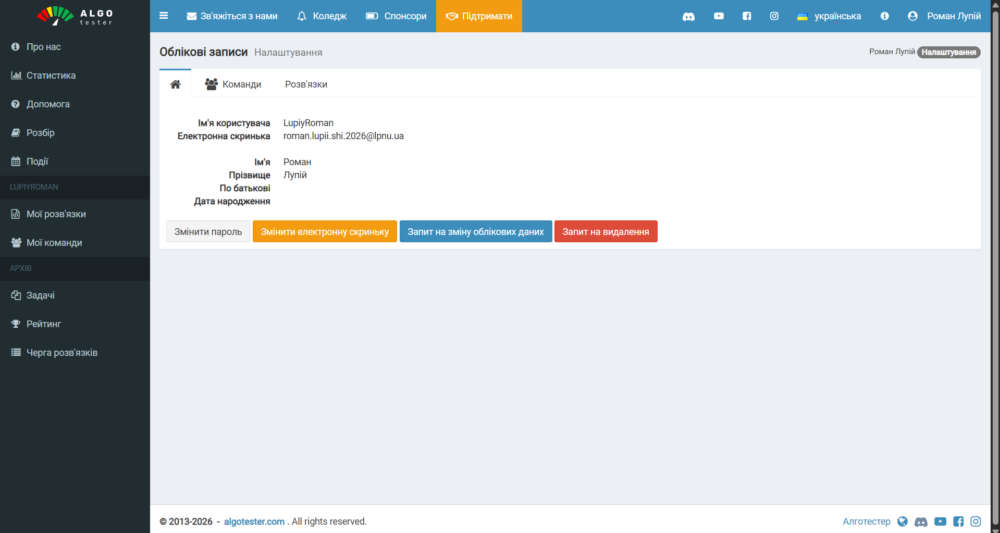 ALGO
tester
Зв'яжіться з нами
Коледж
Спонсори
Підтримати
українська
Роман Лупій
Про нас
Статистика
Допомога
Розбір
Події
LUPIYROMAN
Мої розв'язки
Мої команди
АРХІВ
Задачі
Рейтинг
Черга розв'язків
Облікові записи Налаштування
Роман Лупій Налаштування
Команди
Розв'язки
Ім'я користувача LupiyRoman
Електронна скринька roman.lupii.shi.2026@lpnu.ua
Ім'я Роман
Прізвище Лупій
По батькові
Дата народження
Змінити пароль
Змінити електронну скриньку
Запит на зміну облікових даних
Запит на видалення
© 2013-2026 - algotester.com . All rights reserved.
Алготестер